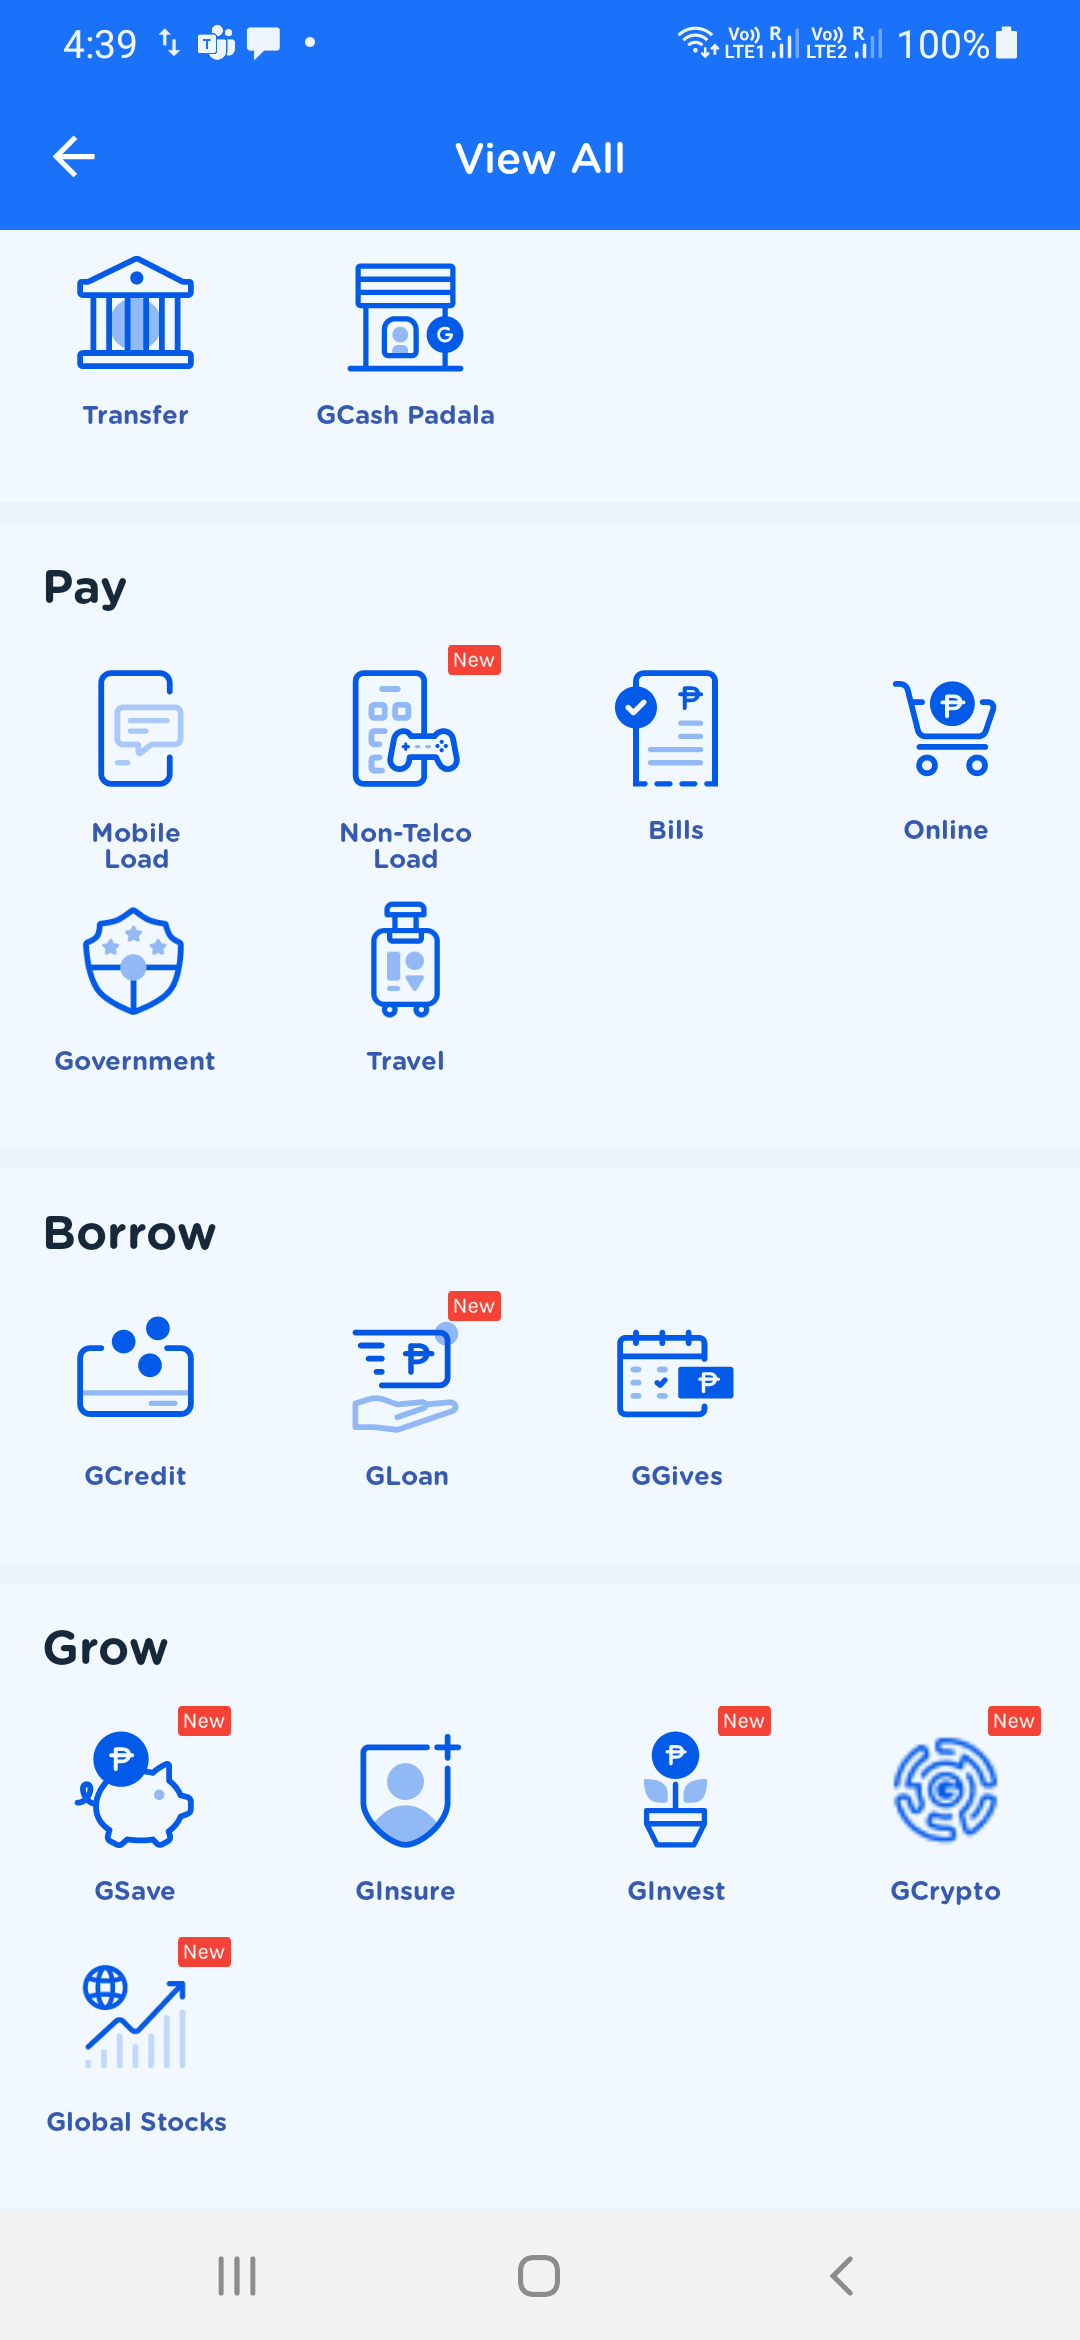 4:39
Vo)) R LTE1 Vo)) R LTE2 100%
View All
Transfer GCash Padala
Pay
New
Mobile Load Non-Telco Load Bills Online
Government Travel
Borrow
New
GCredit GLoan GGives
Grow
New New New
GSave GInsure GInvest GCrypto
New
Global Stocks